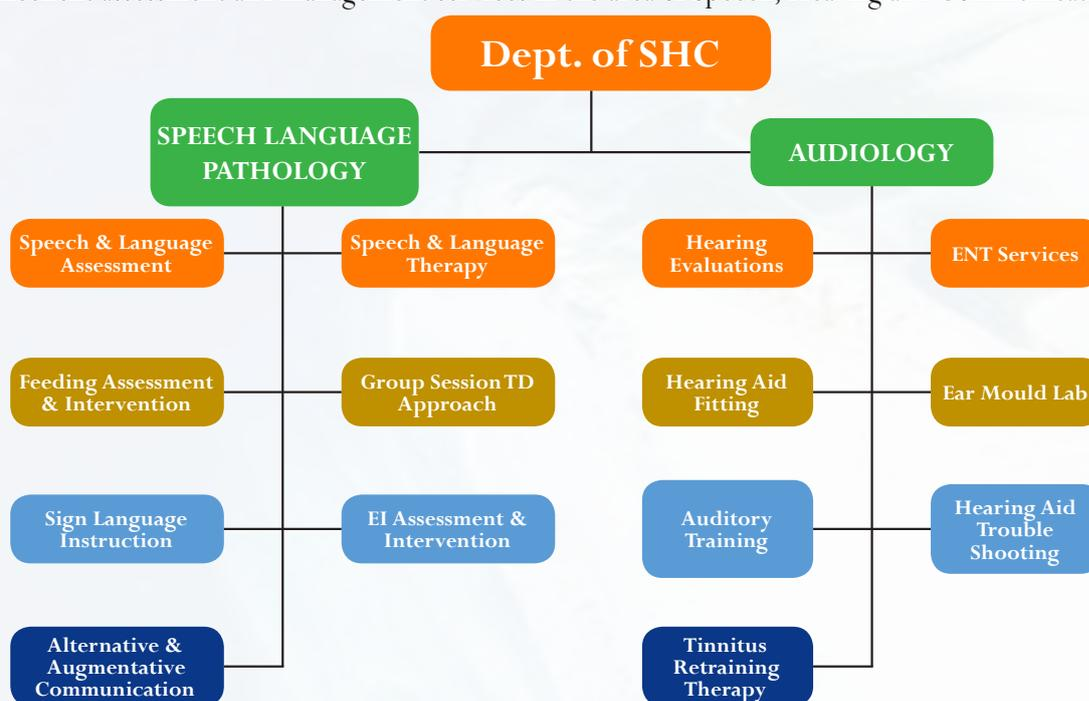 Dept. of SHC
SPEECH LANGUAGE
PATHOLOGY
AUDIOLOGY
Speech & Language
Assessment
Speech & Language
Therapy
Hearing
Evaluations
ENT Services
Feeding Assessment
& Intervention
Group Session TD
Approach
Hearing Aid
Fitting
Ear Mould Lab
Sign Language
Instruction
EI Assessment &
Intervention
Auditory
Training
Hearing Aid
Trouble
Shooting
Alternative &
Augmentative
Communication
Tinnitus
Retraining
Therapy